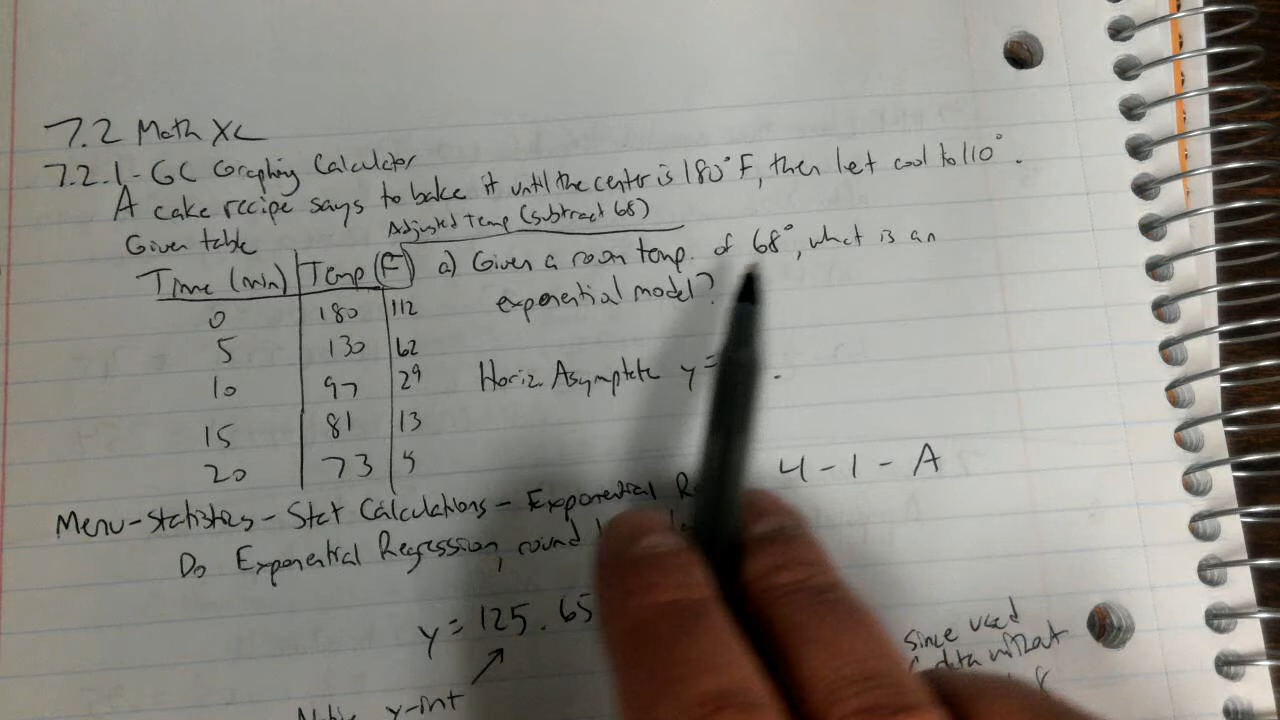 7.2 Math XL
7.2.1-GC Graphing Calculator
A cake recipe says to bake it until the center is 180°F, then let cool to 110°.
Adjusted Temp (subtract 68)
Given table
Time (min) Temp (F) a) Given a room temp. of 68°, what is an
exponential model?
0 180 112
5 130 62
10 97 29 Horiz. Asymptote y=
15 81 13
20 73 5
4-1-A
Menu-Statistics-Stat Calculations-Exponential
Do Exponential Regression, round
y = 125.65
since used
data without
y-int